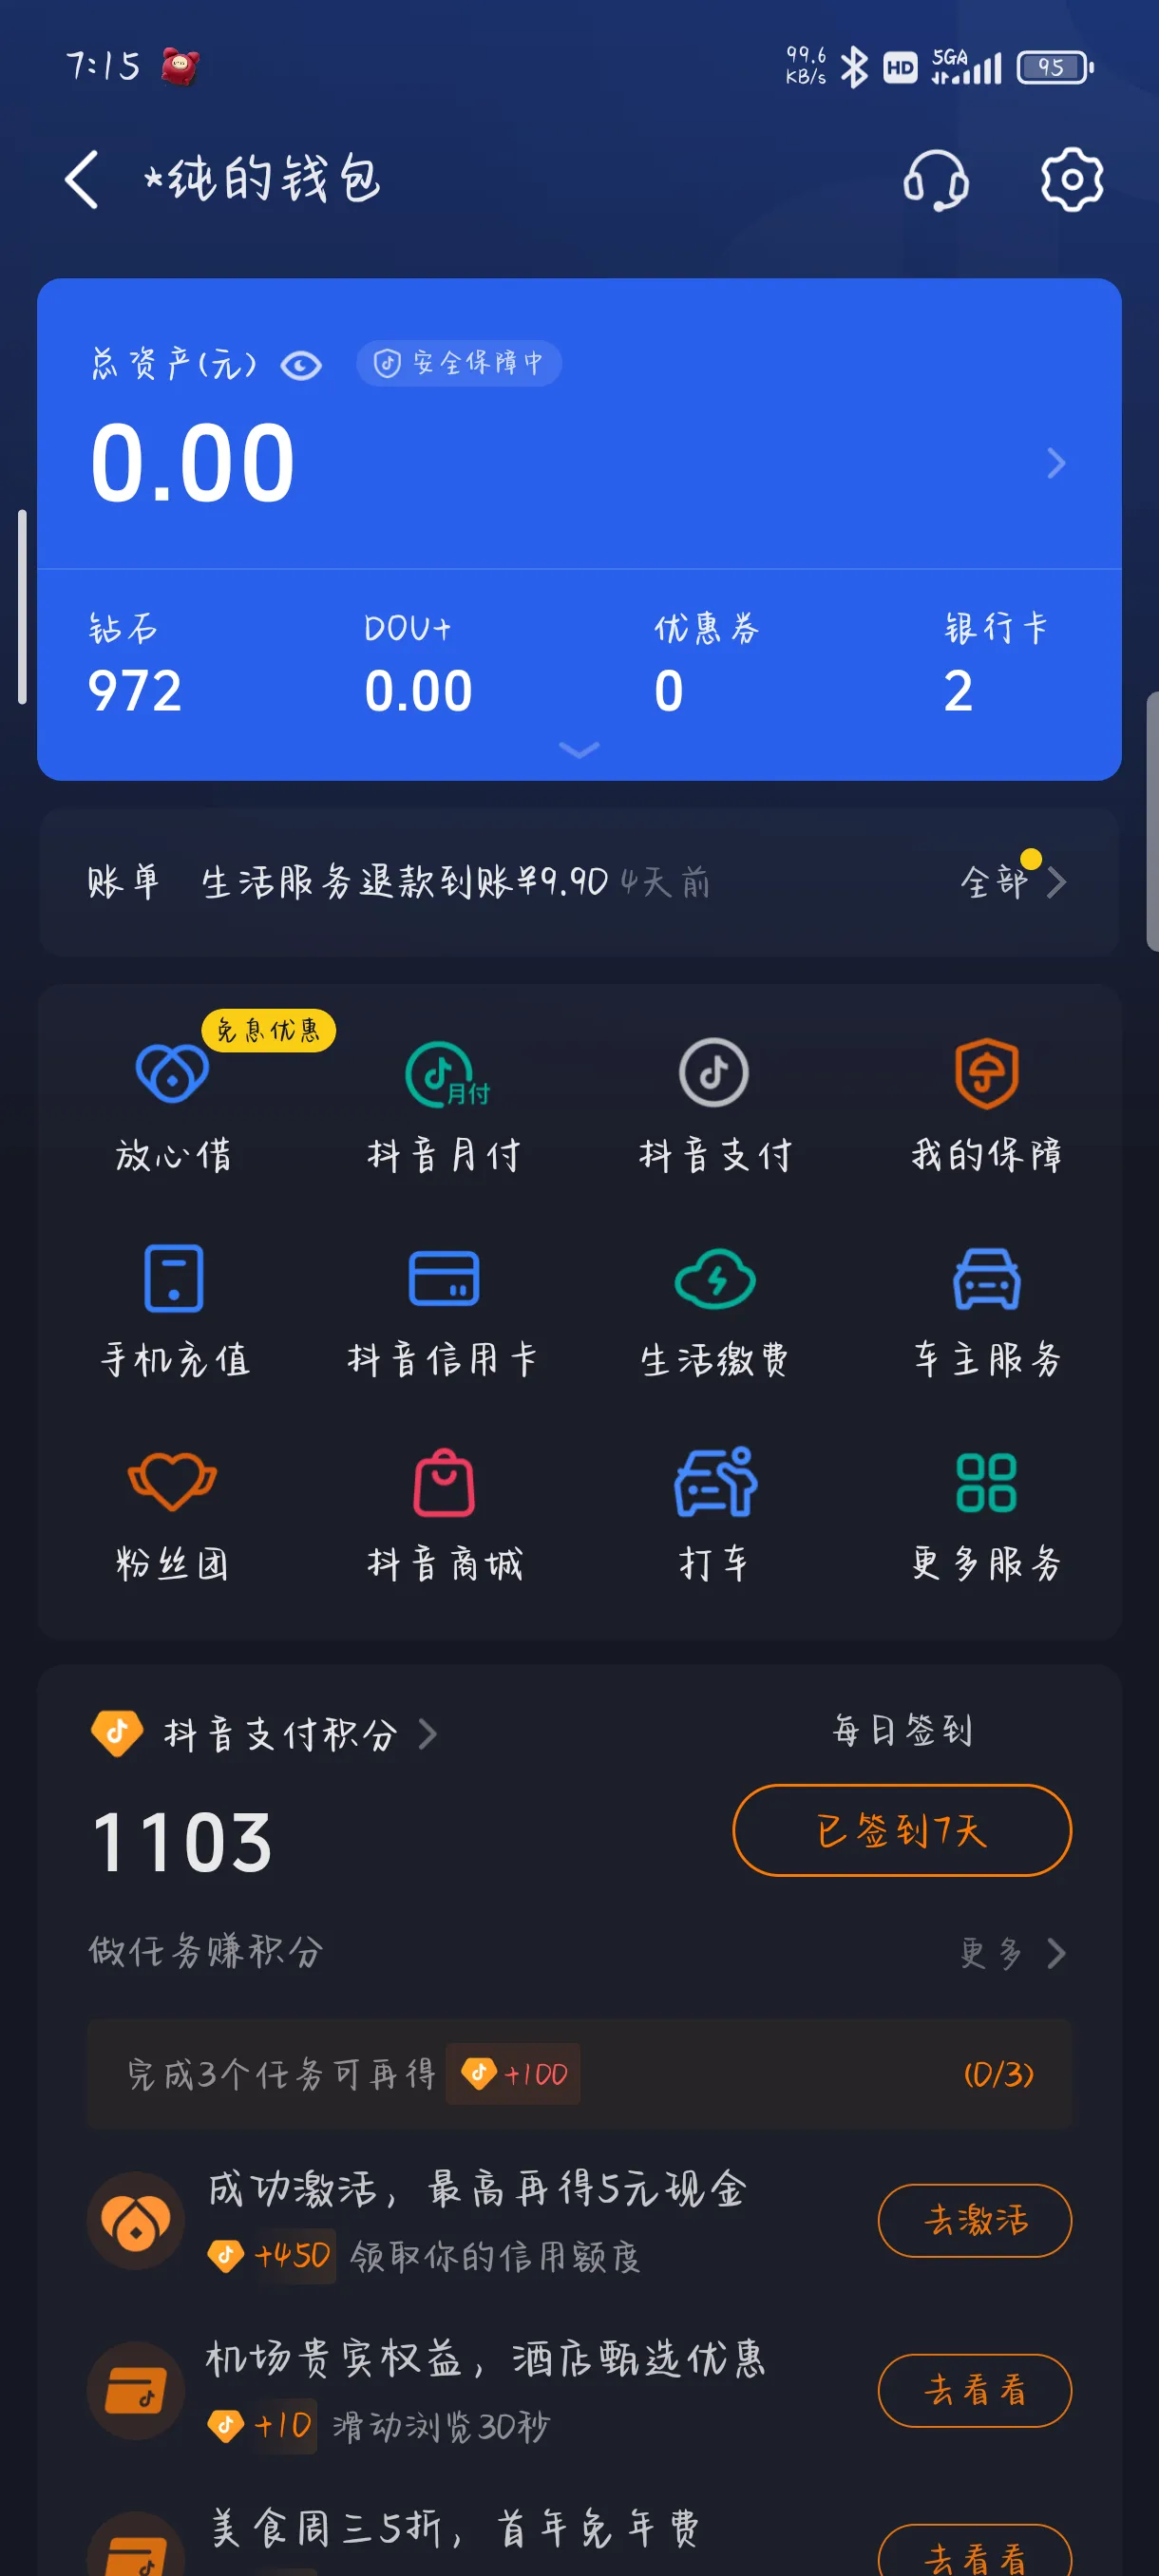 7:15
99.6 KB/s HD 5GA 95
*纯的钱包
总资产(元) 安全保障中
0.00
钻石 DOU+ 优惠券 银行卡
972 0.00 0 2
账单 生活服务退款到账¥9.90 4天前 全部
免息优惠
月付
放心借 抖音月付 抖音支付 我的保障
手机充值 抖音信用卡 生活缴费 车主服务
粉丝团 抖音商城 打车 更多服务
抖音支付积分 每日签到
1103 已签到7天
做任务赚积分 更多
完成3个任务可再得 +100 (0/3)
成功激活，最高再得5元现金
+450 领取你的信用额度 去激活
机场贵宾权益，酒店甄选优惠
+10 滑动浏览30秒 去看看
美食周三5折，首年免年费
去看看